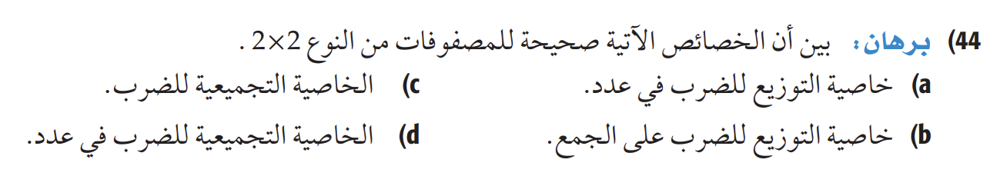 44) برهان: بين أن الخصائص الآتية صحيحة للمصفوفات من النوع 2×2 .
a) خاصية التوزيع للضرب في عدد. c) الخاصية التجميعية للضرب.
b) خاصية التوزيع للضرب على الجمع. d) الخاصية التجميعية للضرب في عدد.